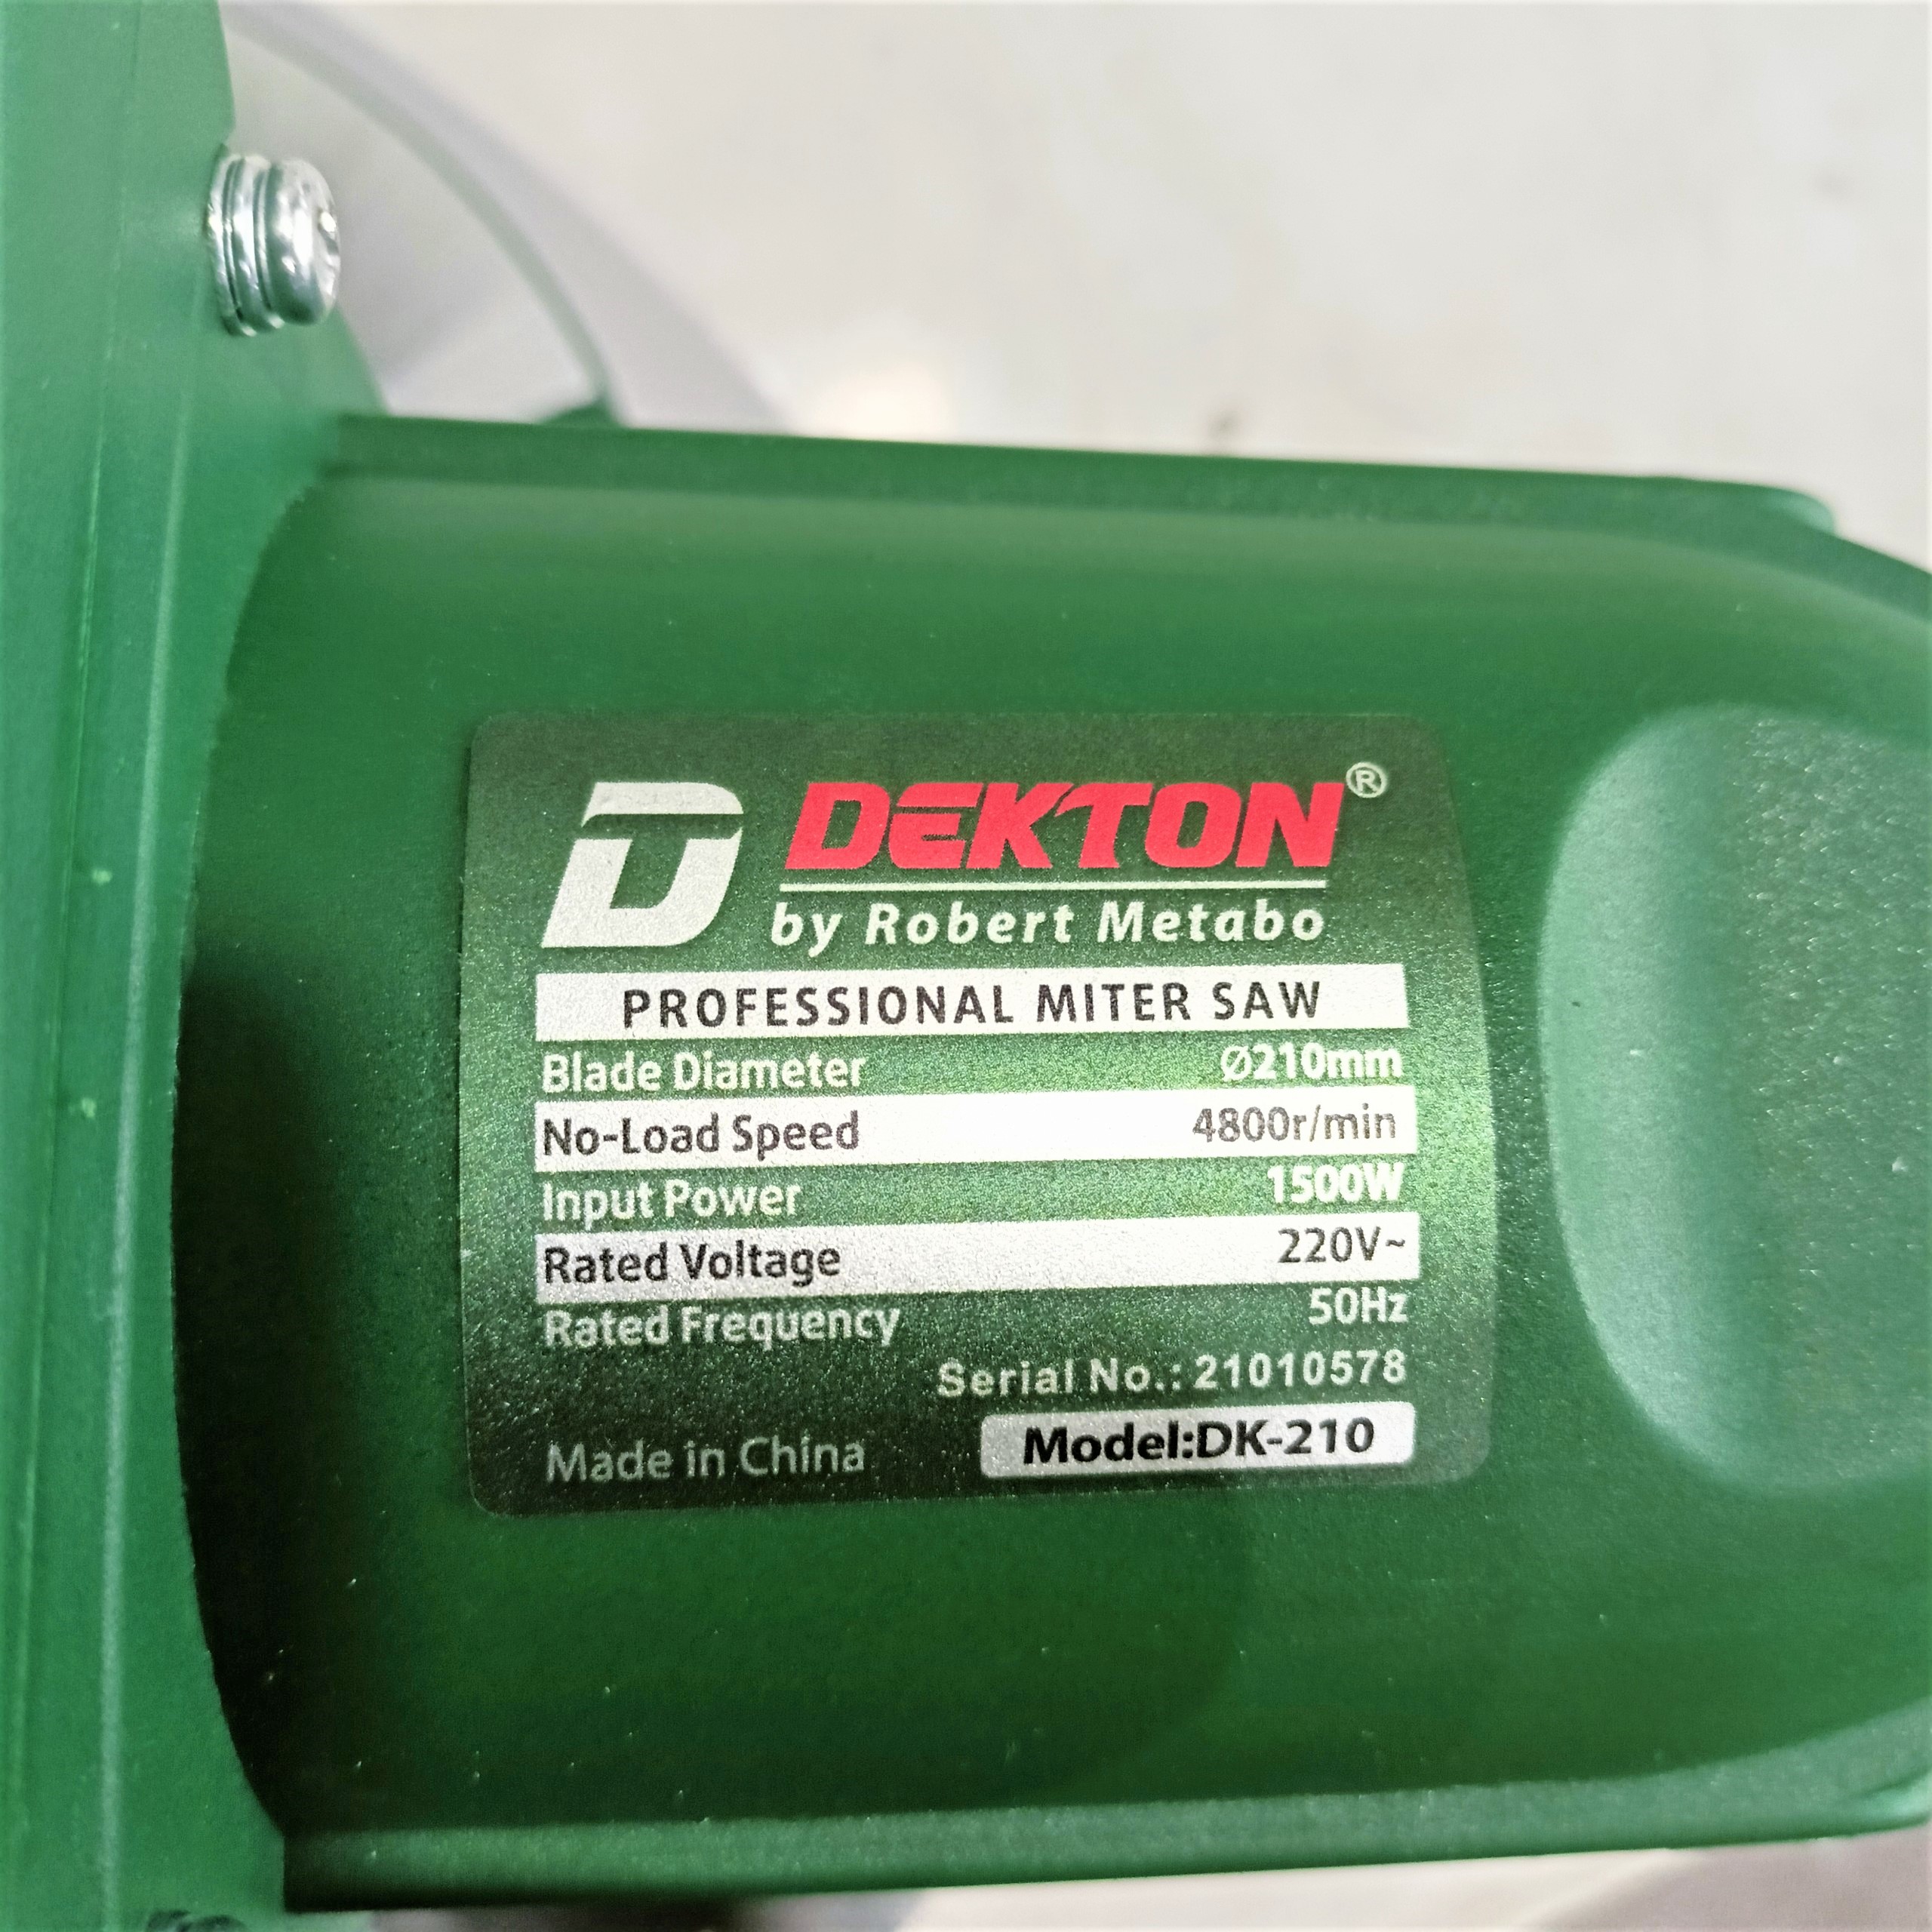 DEKTON®
by Robert Metabo
PROFESSIONAL MITER SAW
Blade Diameter Ø210mm
No-Load Speed 4800r/min
Input Power 1500W
Rated Voltage 220V~
Rated Frequency 50Hz
Serial No.: 21010578
Made in China Model:DK-210